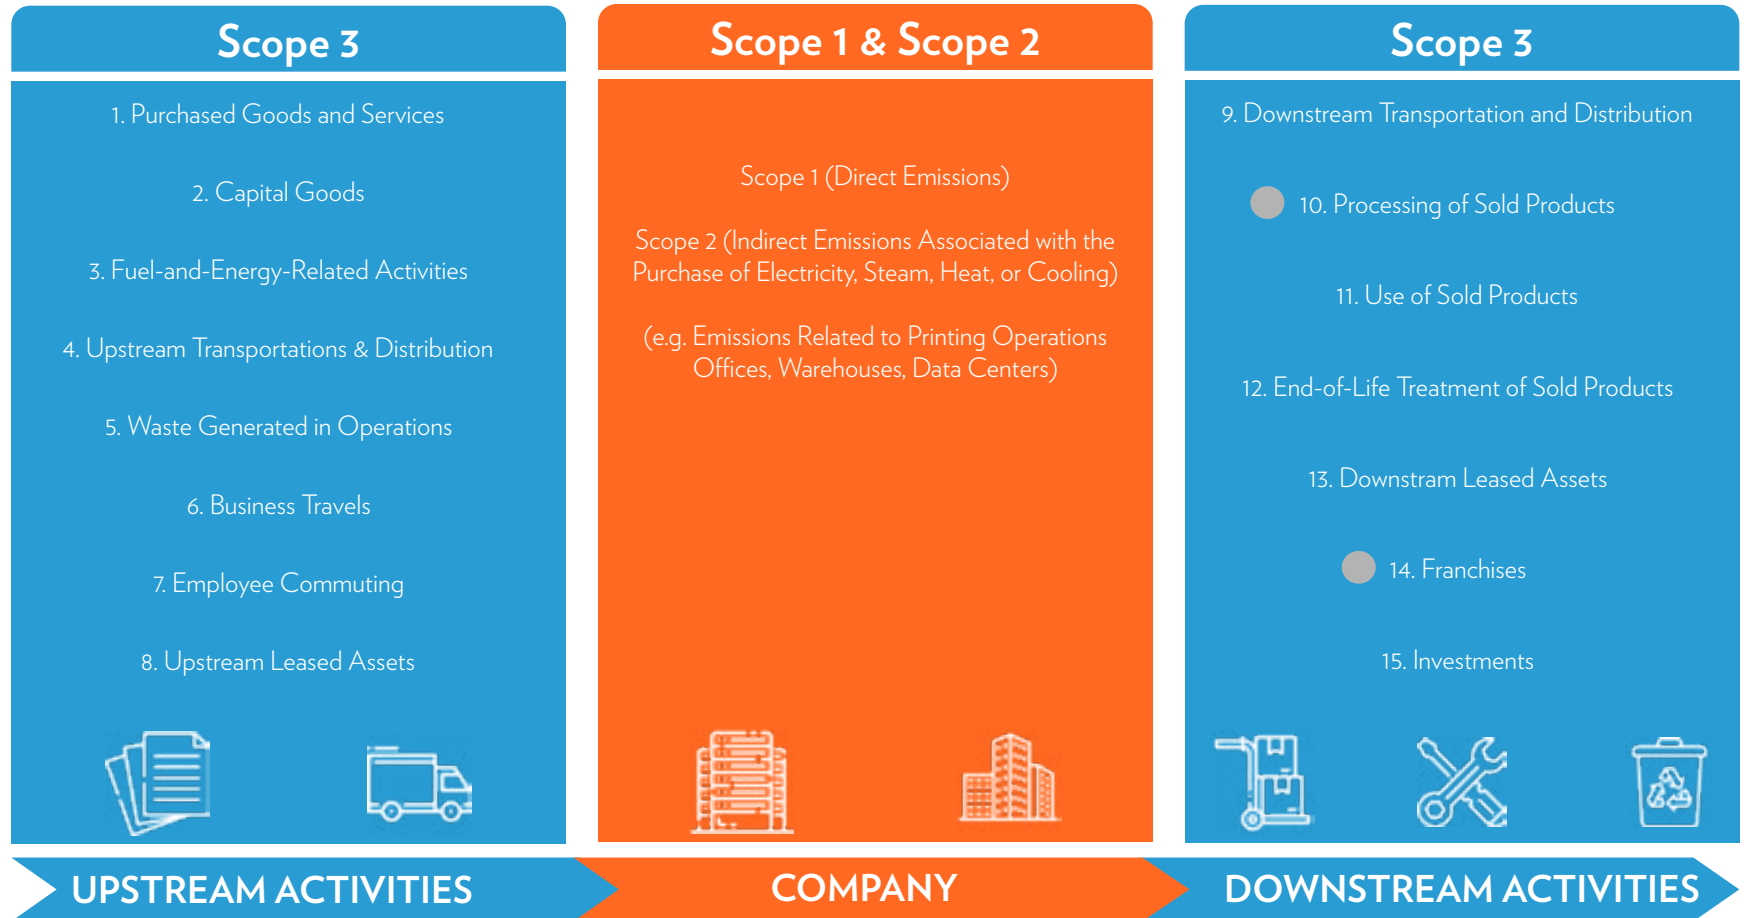 Scope 3
1. Purchased Goods and Services
2. Capital Goods
3. Fuel-and-Energy-Related Activities
4. Upstream Transportations & Distribution
5. Waste Generated in Operations
6. Business Travels
7. Employee Commuting
8. Upstream Leased Assets
UPSTREAM ACTIVITIES
Scope 1 & Scope 2
Scope 1 (Direct Emissions)
Scope 2 (Indirect Emissions Associated with the
Purchase of Electricity, Steam, Heat, or Cooling)
(e.g. Emissions Related to Printing Operations
Offices, Warehouses, Data Centers)
COMPANY
Scope 3
9. Downstream Transportation and Distribution
10. Processing of Sold Products
11. Use of Sold Products
12. End-of-Life Treatment of Sold Products
13. Downstram Leased Assets
14. Franchises
15. Investments
DOWNSTREAM ACTIVITIES